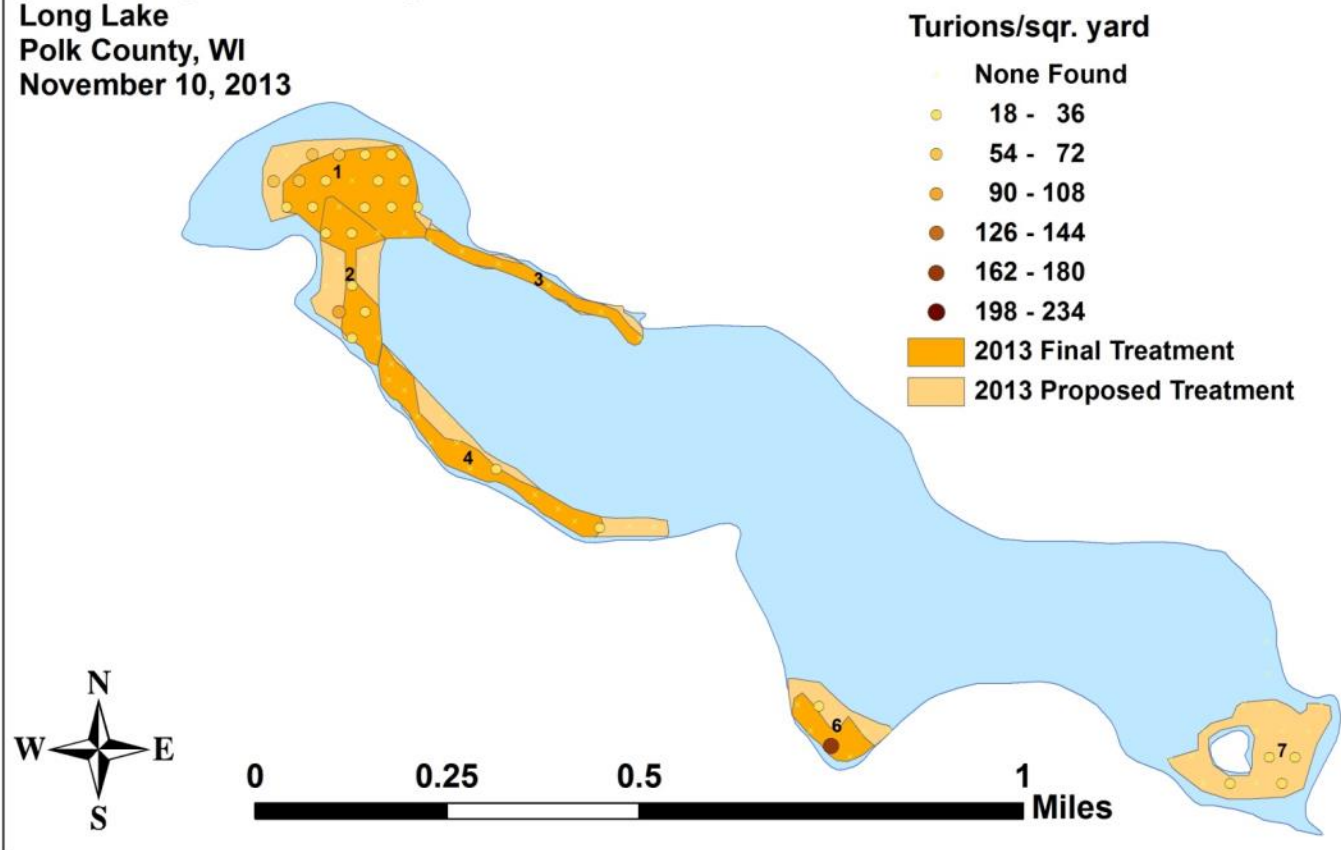 Long Lake
Polk County, WI
November 10, 2013
Turions/sqr. yard
None Found
18 - 36
54 - 72
90 - 108
126 - 144
162 - 180
198 - 234
2013 Final Treatment
2013 Proposed Treatment
1
2
3
4
6
7
N
W E
S
0 0.25 0.5 1
Miles